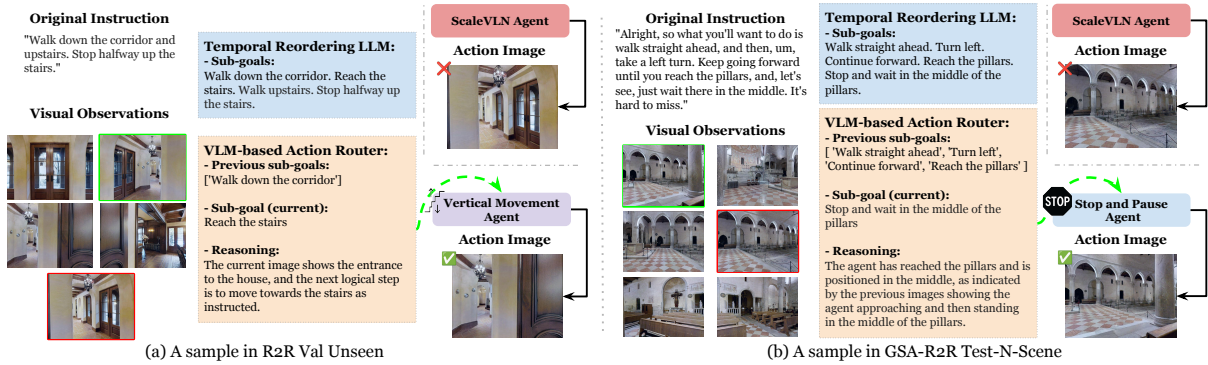 Original Instruction
"Walk down the corridor and
upstairs. Stop halfway up the
stairs."
Visual Observations
Temporal Reordering LLM:
- Sub-goals:
Walk down the corridor. Reach the
stairs. Walk upstairs. Stop halfway up
the stairs.
VLM-based Action Router:
- Previous sub-goals:
['Walk down the corridor']
- Sub-goal (current):
Reach the stairs
- Reasoning:
The current image shows the entrance
to the house, and the next logical step
is to move towards the stairs as
instructed.
ScaleVLN Agent
Action Image
Vertical Movement
Agent
Action Image
(a) A sample in R2R Val Unseen
Original Instruction
"Alright, so what you'll want to do is
walk straight ahead, and then, um,
take a left turn. Keep going forward
until you reach the pillars, and, let's
see, just wait there in the middle. It's
hard to miss."
Visual Observations
Temporal Reordering LLM:
- Sub-goals:
Walk straight ahead. Turn left.
Continue forward. Reach the pillars.
Stop and wait in the middle of the
pillars.
VLM-based Action Router:
- Previous sub-goals:
[ 'Walk straight ahead', 'Turn left',
'Continue forward', 'Reach the pillars' ]
- Sub-goal (current):
Stop and wait in the middle of the
pillars
- Reasoning:
The agent has reached the pillars and is
positioned in the middle, as indicated
by the previous images showing the
agent approaching and then standing
in the middle of the pillars.
ScaleVLN Agent
Action Image
STOP
Stop and Pause
Agent
Action Image
(b) A sample in GSA-R2R Test-N-Scene